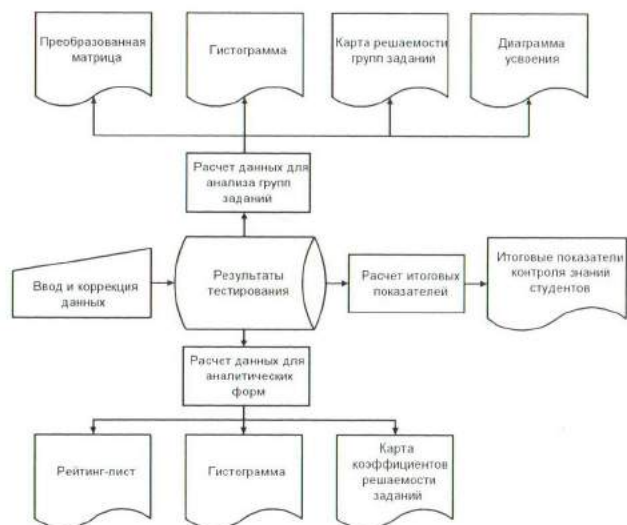 Преобразованная
матрица
Гистограмма
Карта решаемости
групп заданий
Диаграмма
усвоения
Расчет данных для
анализа групп
заданий
Ввод и коррекция
данных
Результаты
тестирования
Расчет итоговых
показателей
Итоговые показатели
контроля знаний
студентов
Расчет данных для
аналитических
форм
Рейтинг-лист
Гистограмма
Карта
коэффициентов
решаемости
заданий